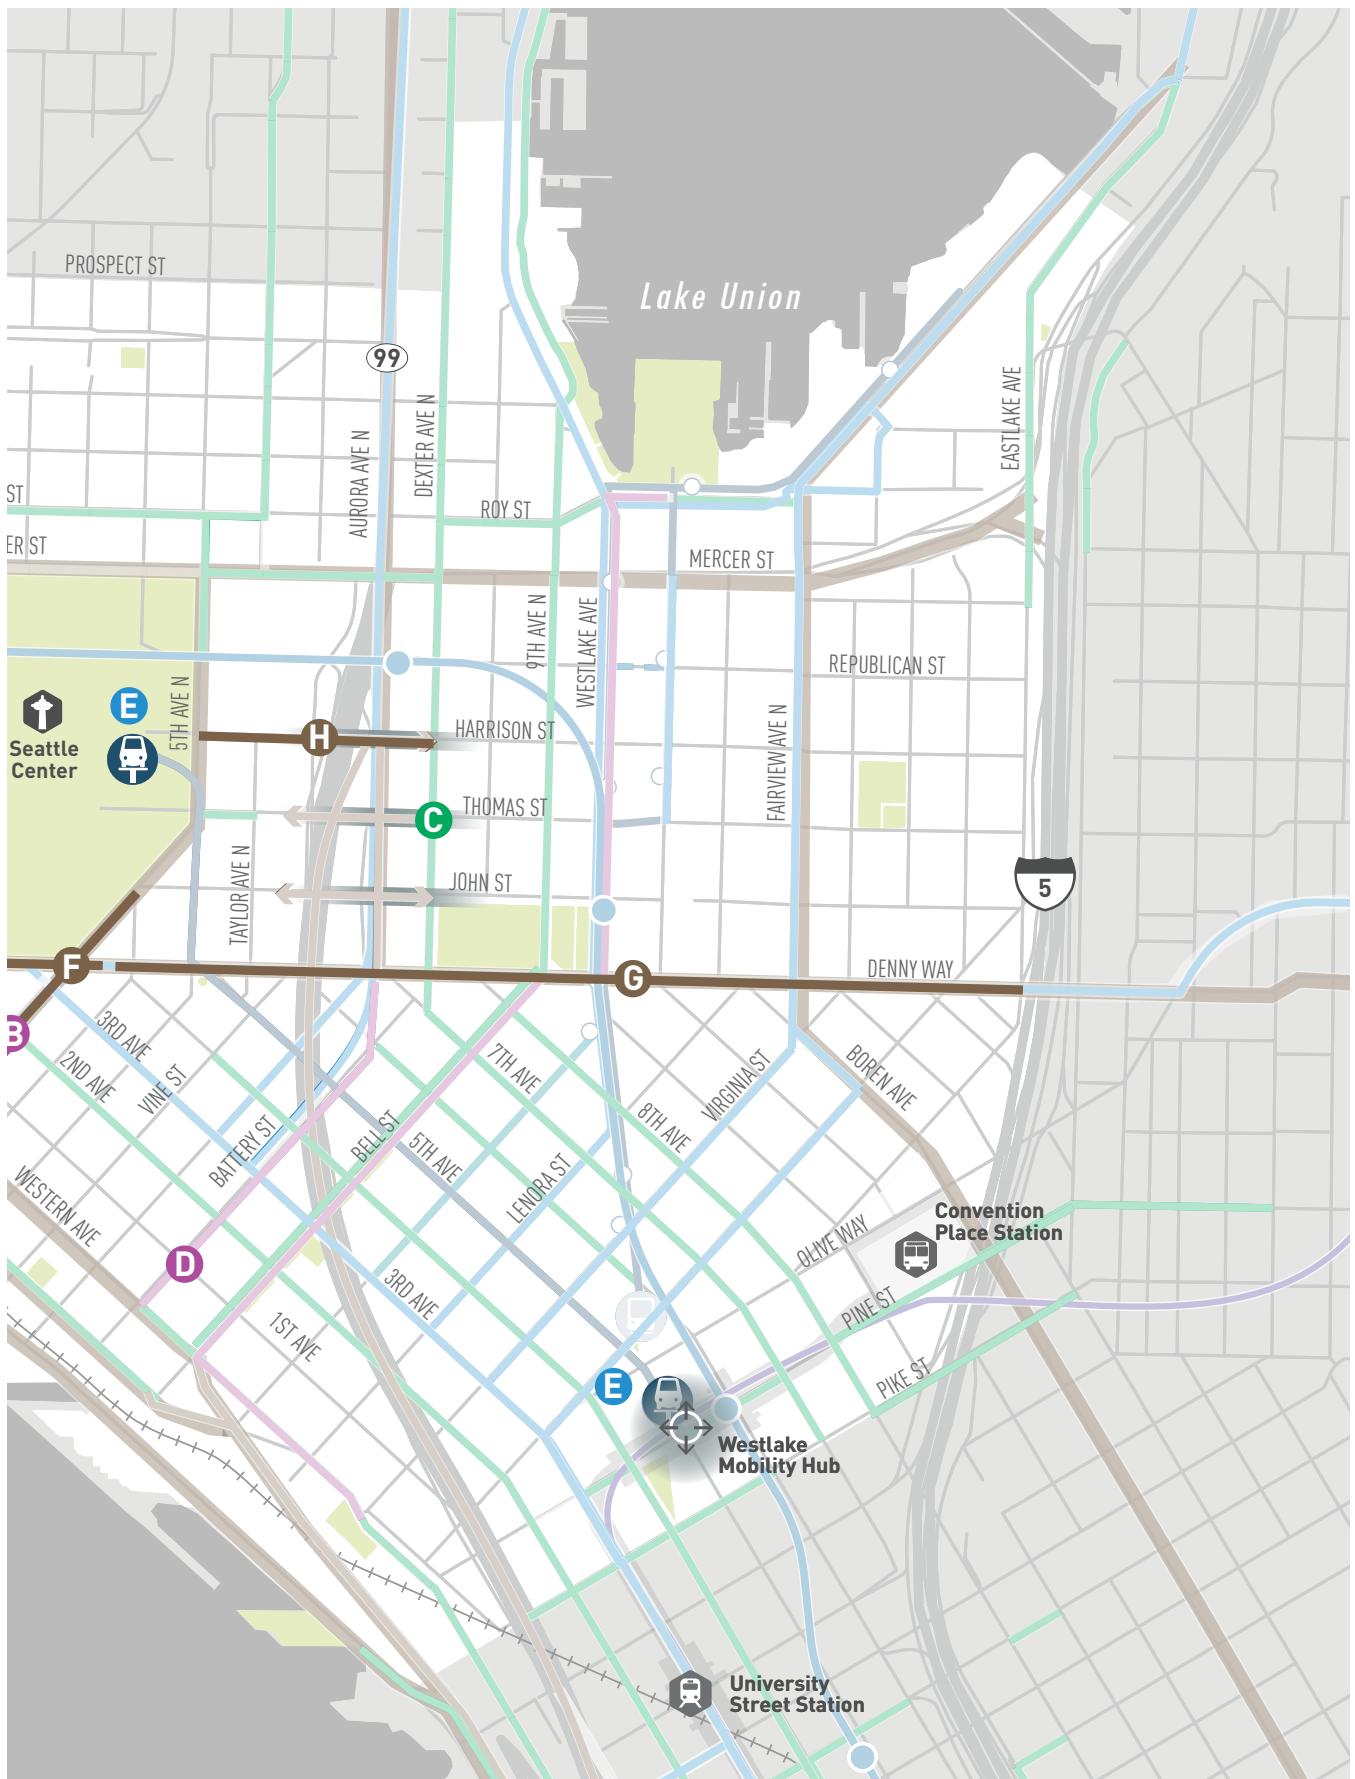 PROSPECT ST
Lake Union
99
AURORA AVE N
DEXTER AVE N
EASTLAKE AVE
ST
ROY ST
ER ST
MERCER ST
9TH AVE N
WESTLAKE AVE
REPUBLICAN ST
5TH AVE N
E
Seattle
Center
H
HARRISON ST
FAIRVIEW AVE N
C
THOMAS ST
TAYLOR AVE N
JOHN ST
5
F
G
DENNY WAY
B
3RD AVE
2ND AVE
VINE ST
BATTERY ST
BELL ST
7TH AVE
5TH AVE
8TH AVE
VIRGINIA ST
BOREN AVE
LENORA ST
WESTERN AVE
D
3RD AVE
1ST AVE
OLIVE WAY
Convention
Place Station
PINE ST
PIKE ST
E
Westlake
Mobility Hub
University
Street Station